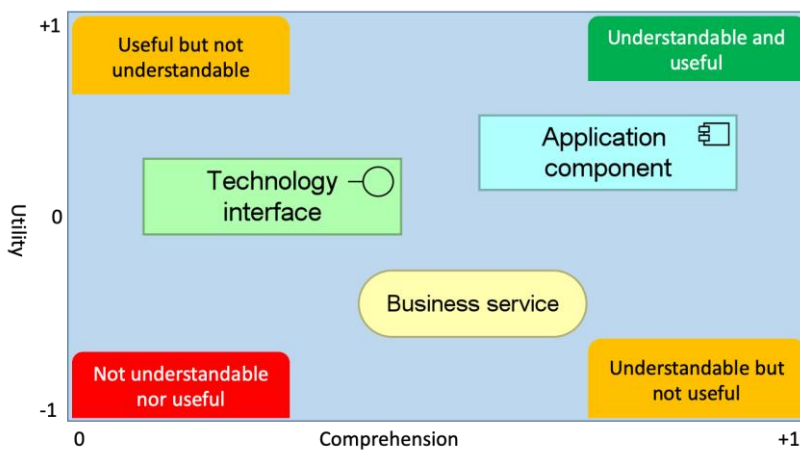 +1
Useful but not
understandable
Understandable and
useful
Application
component
Technology
interface
Utility
0
Business service
Not understandable
nor useful
Understandable but
not useful
-1
0
Comprehension
+1